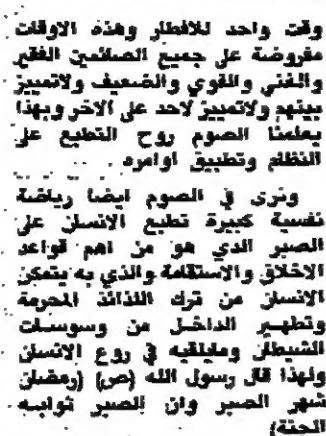 وقت واحد للافطار وهذه الاوقات
مفروضة على جميع الصائمين الفقير
والغني والقوي والضعيف ولاتمييز
بينهم ولاتمييز لاحد على الاخر وبهذا
يعلمنا الصوم روح التطبع على
النظام وتطبيق اوامره .
ونرى في الصوم ايضا رياضة
نفسية كبيرة تطبع الانسان على
الصبر الذي هو من اهم قواعد
الاخلاق والاستقامة والذي به يتمكن
الانسان من ترك اللذائذ المحرمة
وتطهير الداخل من وسوسات
الشيطان ومايلقيه في روع الانسان
ولهذا قال رسول الله (ص) (رمضان
شهر الصبر وان الصبر ثوابه
الجنة)